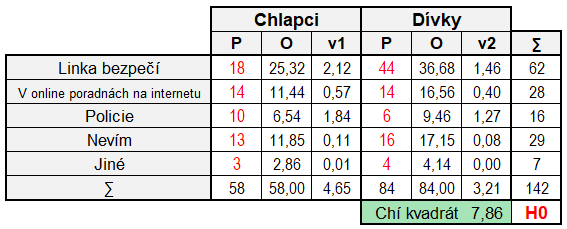 Chlapci Dívky
P O v1 P O v2 ∑
Linka bezpečí 18 25,32 2,12 44 36,68 1,46 62
V online poradnách na internetu 14 11,44 0,57 14 16,56 0,40 28
Policie 10 6,54 1,84 6 9,46 1,27 16
Nevím 13 11,85 0,11 16 17,15 0,08 29
Jiné 3 2,86 0,01 4 4,14 0,00 7
∑ 58 58,00 4,65 84 84,00 3,21 142
Chí kvadrát 7,86 H0